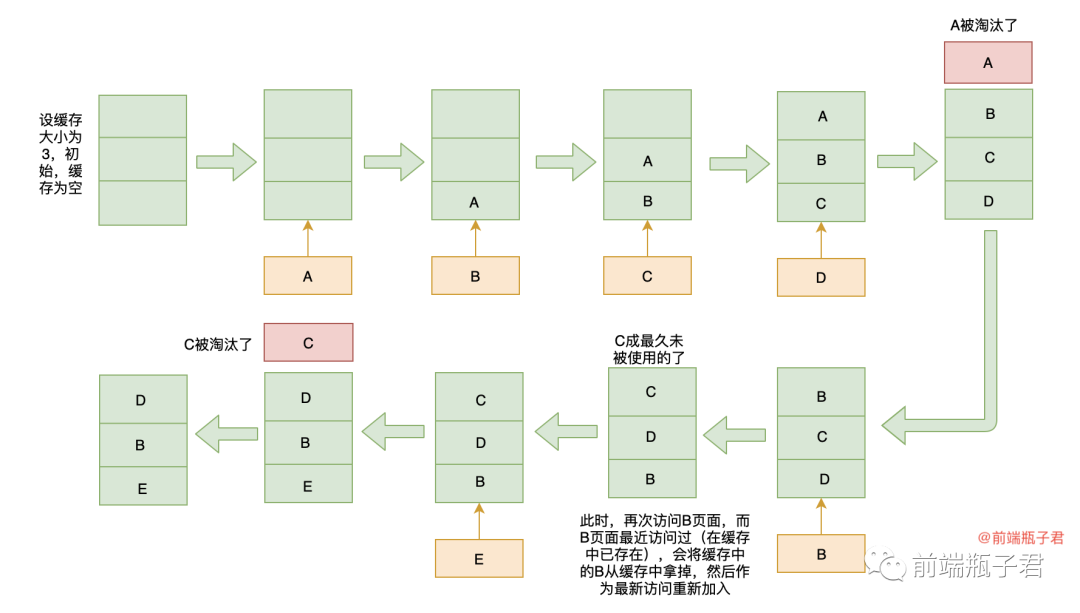 A被淘汰了
A
设缓存
大小为
3，初
始，缓
存为空
A
B
C
A
B
C
D
A
B
A
B
C
D
C被淘汰了
C
C成最久未
被使用的了
D
B
E
D
B
E
C
D
B
C
D
B
B
C
D
E
此时，再次访问B页面，而
B页面最近访问过（在缓存
中已存在），会将缓存中
的B从缓存中拿掉，然后作
为最新访问重新加入
B
@前端瓶子君
前端瓶子君